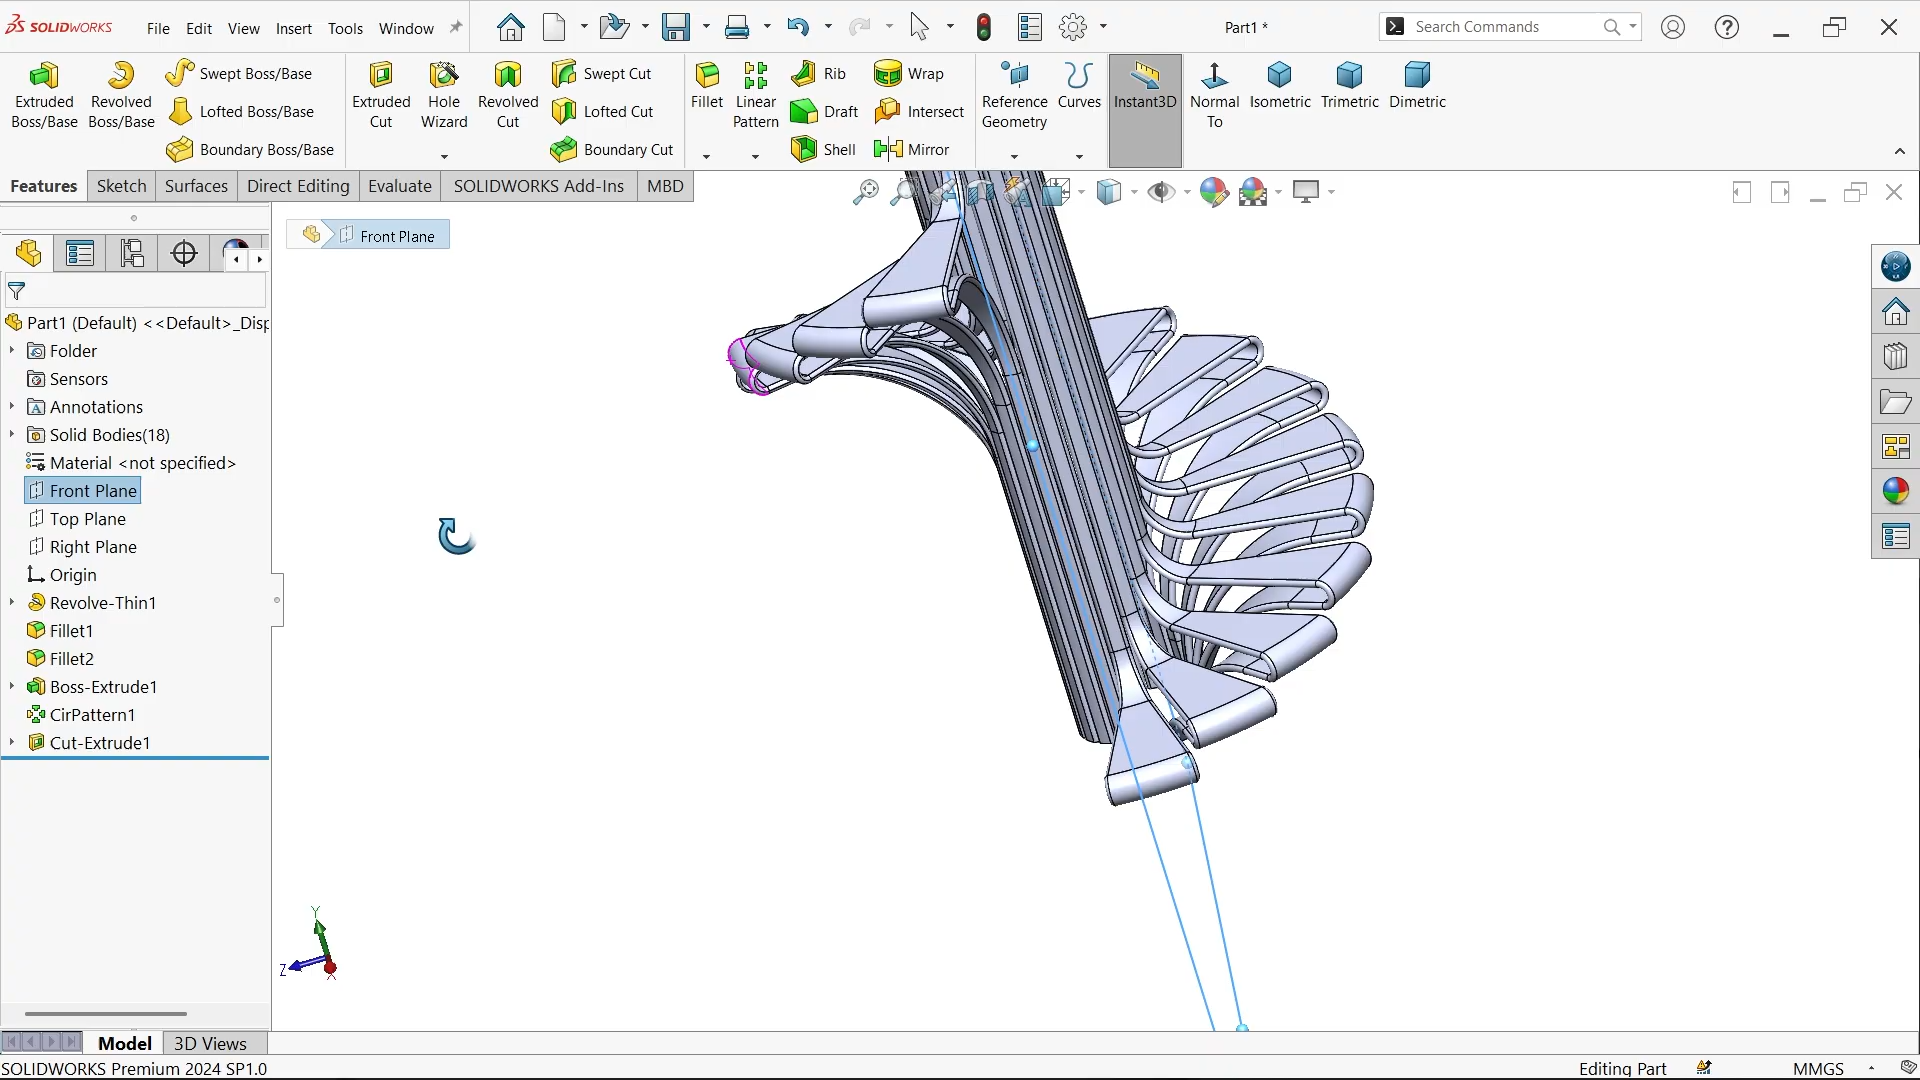 SOLIDWORKS File Edit View Insert Tools Window Part1 * Search Commands
Extruded Boss/Base
Revolved Boss/Base
Swept Boss/Base
Lofted Boss/Base
Boundary Boss/Base
Extruded Cut
Hole Wizard
Revolved Cut
Swept Cut
Lofted Cut
Boundary Cut
Fillet
Linear Pattern
Rib
Draft
Shell
Wrap
Intersect
Mirror
Reference Geometry
Curves
Instant3D
Normal To
Isometric
Trimetric
Dimetric
Features Sketch Surfaces Direct Editing Evaluate SOLIDWORKS Add-Ins MBD
Front Plane
Part1 (Default) <<Default>_Disp
Folder
Sensors
Annotations
Solid Bodies(18)
Material <not specified>
Front Plane
Top Plane
Right Plane
Origin
Revolve-Thin1
Fillet1
Fillet2
Boss-Extrude1
CirPattern1
Cut-Extrude1
Y
Z
X
Model 3D Views
SOLIDWORKS Premium 2024 SP1.0 Editing Part MMGS